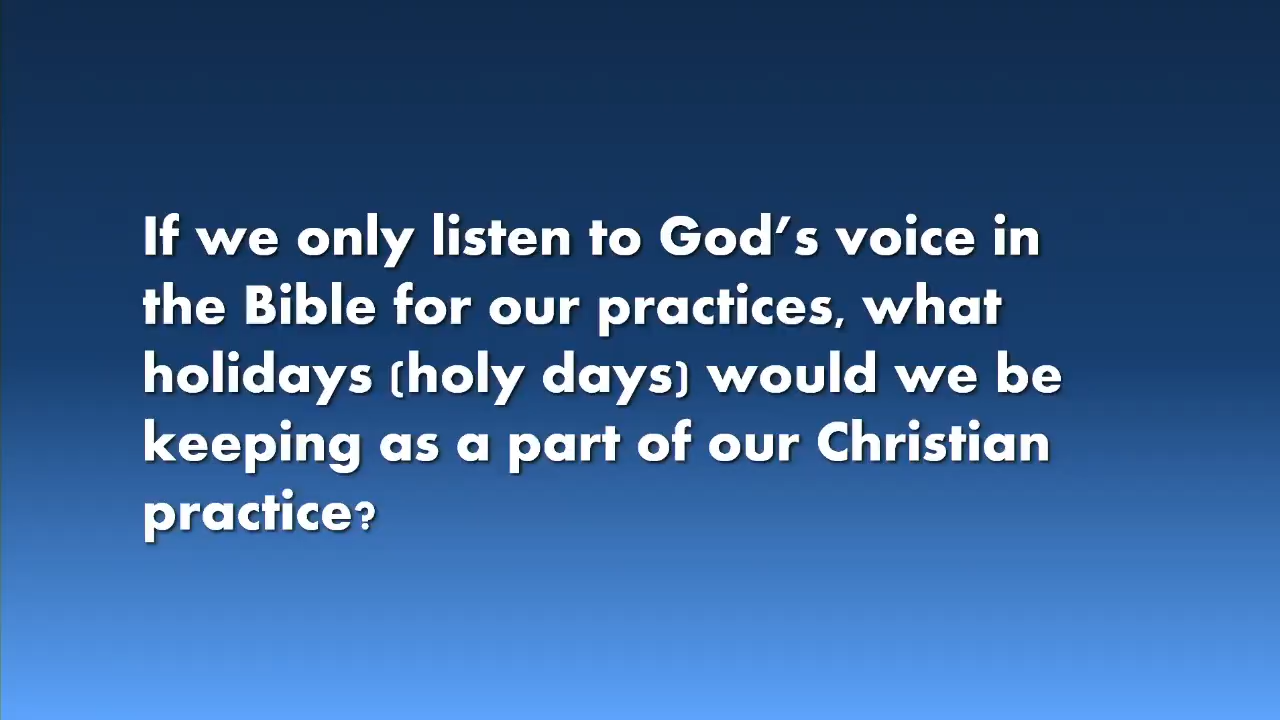 If we only listen to God’s voice in
the Bible for our practices, what
holidays (holy days) would we be
keeping as a part of our Christian
practice?